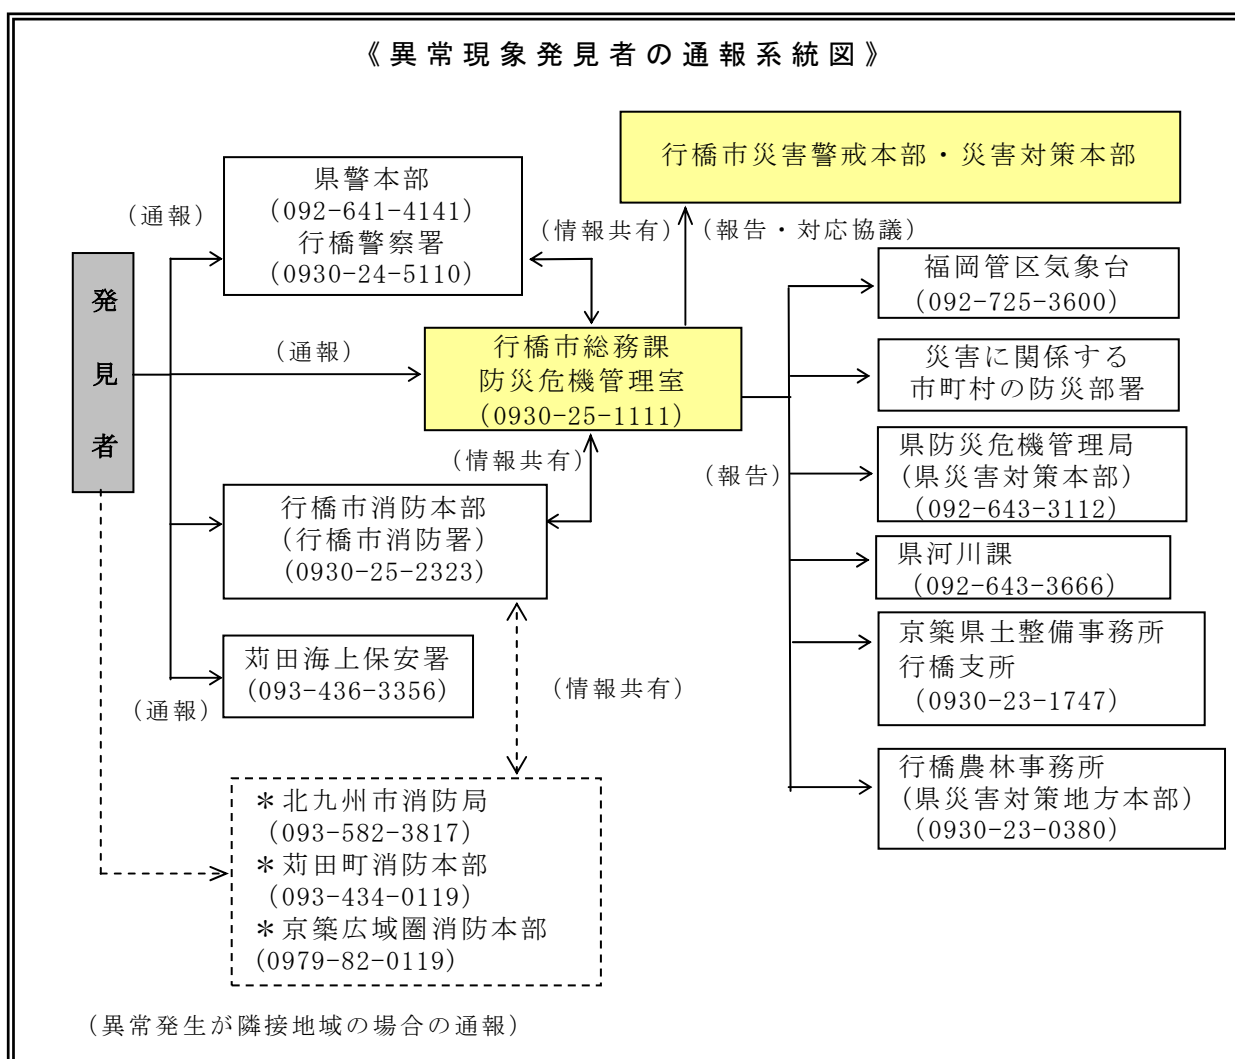 《異常現象発見者の通報系統図》
行橋市災害警戒本部・災害対策本部
県警本部
(092-641-4141)
行橋警察署
(0930-24-5110)
(通報)
(情報共有)
(報告・対応協議)
発見者
(通報)
行橋市総務課
防災危機管理室
(0930-25-1111)
(情報共有)
(報告)
福岡管区気象台
(092-725-3600)
災害に関係する
市町村の防災部署
県防災危機管理局
(県災害対策本部)
(092-643-3112)
県河川課
(092-643-3666)
京築県土整備事務所
行橋支所
(0930-23-1747)
行橋農林事務所
(県災害対策地方本部)
(0930-23-0380)
行橋市消防本部
(行橋市消防署)
(0930-25-2323)
苅田海上保安署
(093-436-3356)
(通報)
(情報共有)
＊北九州市消防局
(093-582-3817)
＊苅田町消防本部
(093-434-0119)
＊京築広域圏消防本部
(0979-82-0119)
(異常発生が隣接地域の場合の通報)